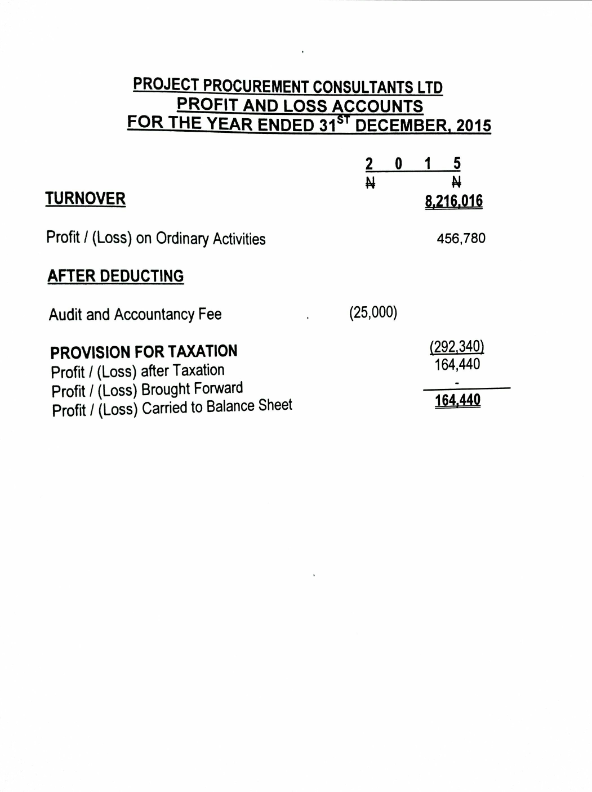 PROJECT PROCUREMENT CONSULTANTS LTD
PROFIT AND LOSS ACCOUNTS
FOR THE YEAR ENDED 31ST DECEMBER, 2015
2 0 1 5
₦ ₦
TURNOVER 8,216,016
Profit / (Loss) on Ordinary Activities 456,780
AFTER DEDUCTING
Audit and Accountancy Fee (25,000)
PROVISION FOR TAXATION (292,340)
Profit / (Loss) after Taxation 164,440
Profit / (Loss) Brought Forward -
Profit / (Loss) Carried to Balance Sheet 164,440